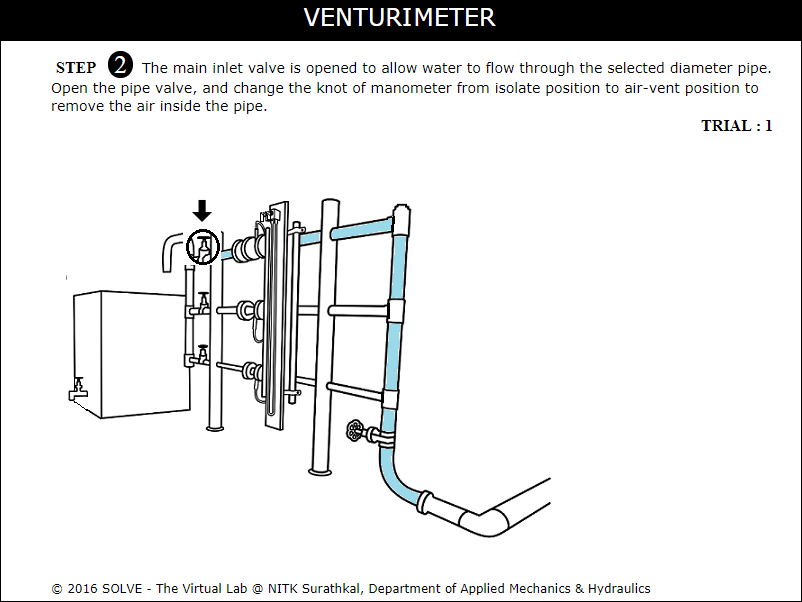 VENTURIMETER
STEP 2 The main inlet valve is opened to allow water to flow through the selected diameter pipe.
Open the pipe valve, and change the knot of manometer from isolate position to air-vent position to
remove the air inside the pipe.
TRIAL : 1
© 2016 SOLVE - The Virtual Lab @ NITK Surathkal, Department of Applied Mechanics & Hydraulics